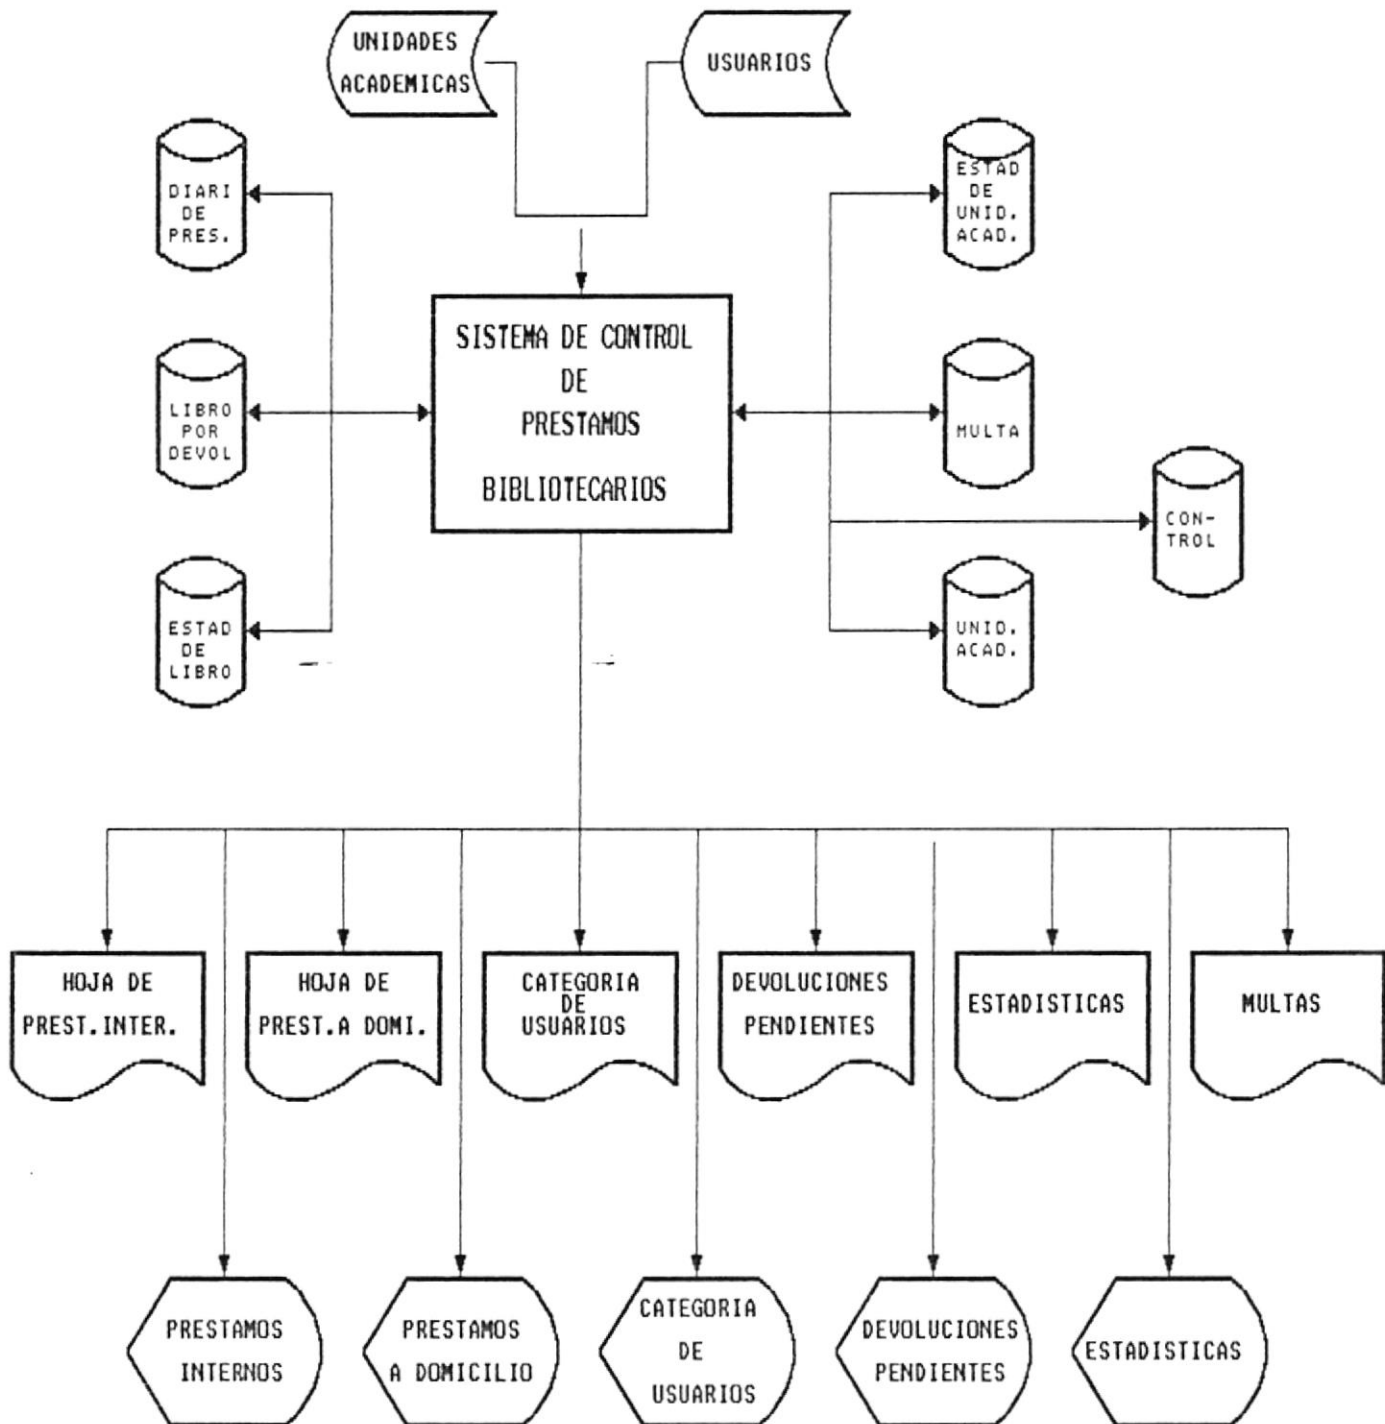 UNIDADES
ACADEMICAS
USUARIOS
DIARI
DE
PRES.
ESTAD
DE
UNID.
ACAD.
SISTEMA DE CONTROL
DE
PRESTAMOS
BIBLIOTECARIOS
LIBRO
POR
DEVOL
MULTA
CON-
TROL
ESTAD
DE
LIBRO
UNID.
ACAD.
HOJA DE
PREST.INTER.
HOJA DE
PREST.A DOMI.
CATEGORIA
DE
USUARIOS
DEVOLUCIONES
PENDIENTES
ESTADISTICAS
MULTAS
PRESTAMOS
INTERNOS
PRESTAMOS
A DOMICILIO
CATEGORIA
DE
USUARIOS
DEVOLUCIONES
PENDIENTES
ESTADISTICAS